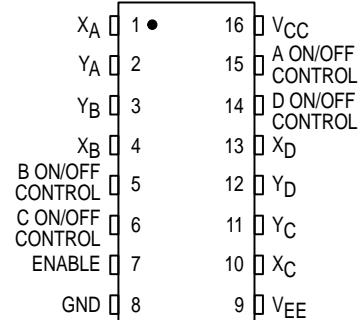 XA 1 16 VCC
YA 2 15 A ON/OFF CONTROL
YB 3 14 D ON/OFF CONTROL
XB 4 13 XD
B ON/OFF CONTROL 5 12 YD
C ON/OFF CONTROL 6 11 YC
ENABLE 7 10 XC
GND 8 9 VEE